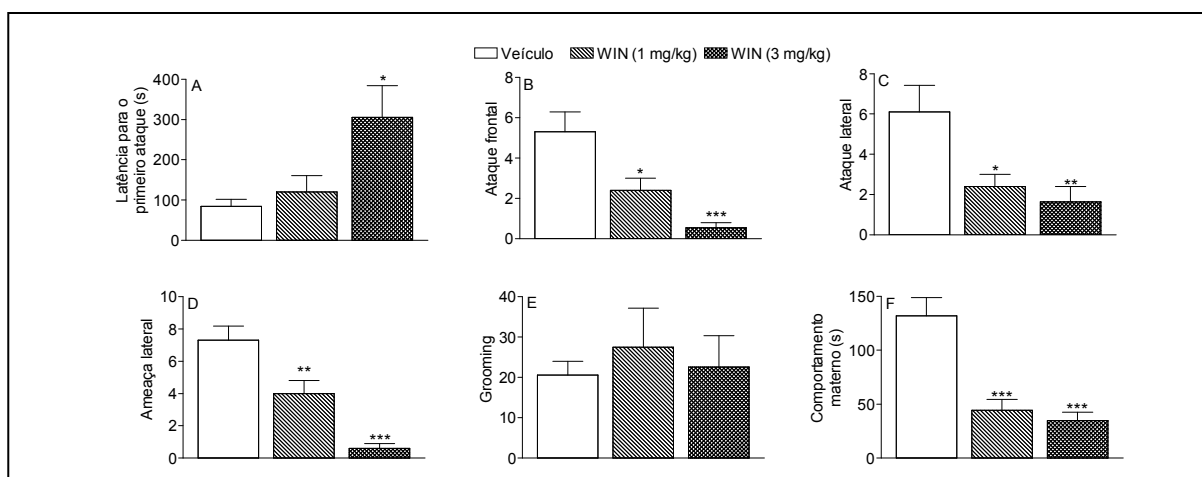 Veículo WIN (1 mg/kg) WIN (3 mg/kg)
A
Latência para o
primeiro ataque (s)
400
300
200
100
0
*
B
Ataque frontal
8
6
4
2
0
*
***
C
Ataque lateral
8
6
4
2
0
*
**
D
Ameaça lateral
10
8
6
4
2
0
**
***
E
Grooming
40
30
20
10
0
F
Comportamento
materno (s)
150
100
50
0
***
***